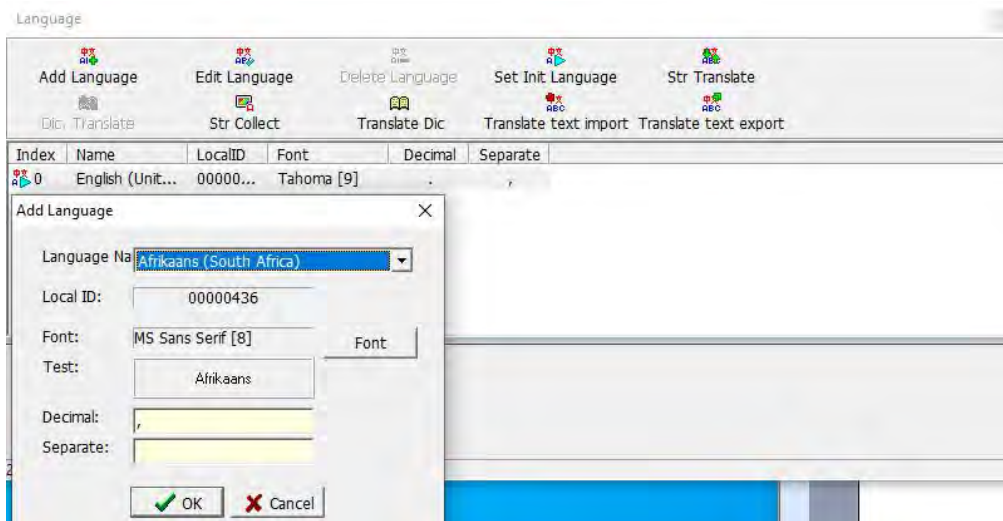 Language
Add Language Edit Language Delete Language Set Init Language Str Translate
Dic. Translate Str Collect Translate Dic Translate text import Translate text export
Index Name LocalID Font Decimal Separate
0 English (Unit... 00000... Tahoma [9] . ,
Add Language
Language Na Afrikaans (South Africa)
Local ID: 00000436
Font: MS Sans Serif [8] Font
Test: Afrikaans
Decimal: ,
Separate:
OK Cancel